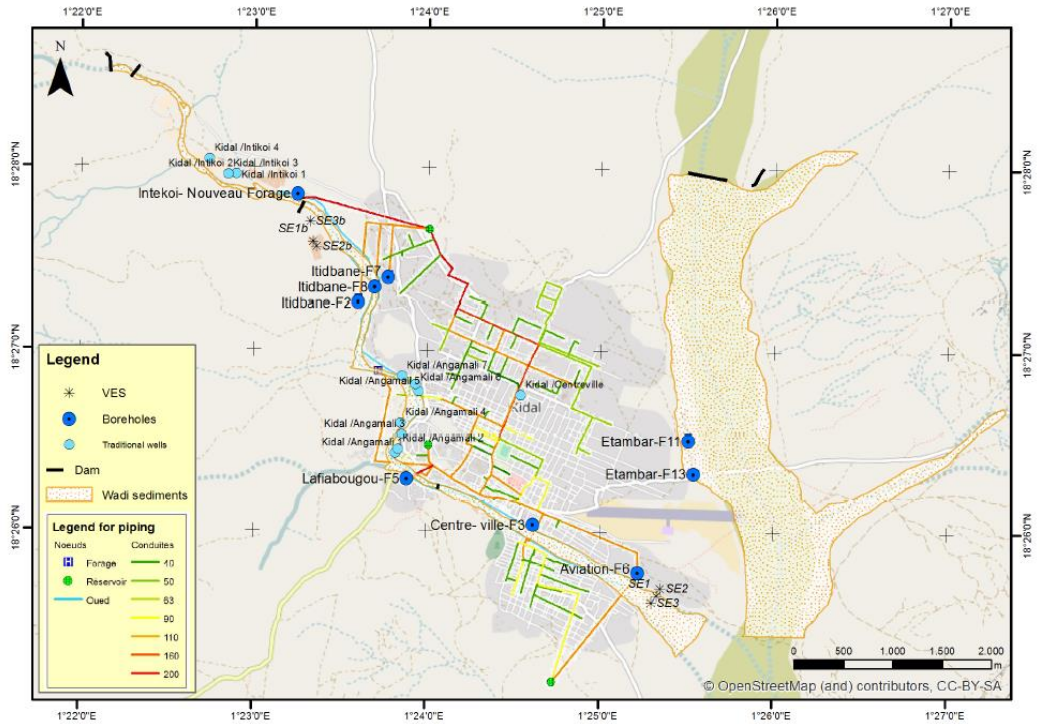 1°22'0"E 1°23'0"E 1°24'0"E 1°25'0"E 1°26'0"E 1°27'0"E
N
18°28'0"N
18°28'0"N
Kidal /Intikoi 4
Kidal /Intikoi 2
Kidal /Intikoi 3
Kidal /Intikoi 1
Intekoi- Nouveau Forage
SE3b
SE1b
SE2b
Itidbane-F7
Itidbane-F8
Itidbane-F2
18°27'0"N
18°27'0"N
Kidal /Angamali 7
Kidal /Angamali 5
Kidal /Angamali 6
Kidal /Centreville
Kidal
Kidal /Angamali 4
Kidal /Angamali 3
Kidal /Angamali 2
Etambar-F11
Etambar-F13
Lafiabougou-F5
Centre- ville-F3
18°26'0"N
18°26'0"N
Aviation-F6
SE1
SE2
SE3
Legend
VES
Boreholes
Traditional wells
Dam
Wadi sediments
Legend for piping
Noeuds
Conduites
Forage
Reservoir
Oued
40
50
63
90
110
160
200
0 500 1.000 2.000
m
© OpenStreetMap (and) contributors, CC-BY-SA
1°22'0"E 1°23'0"E 1°24'0"E 1°25'0"E 1°26'0"E 1°27'0"E